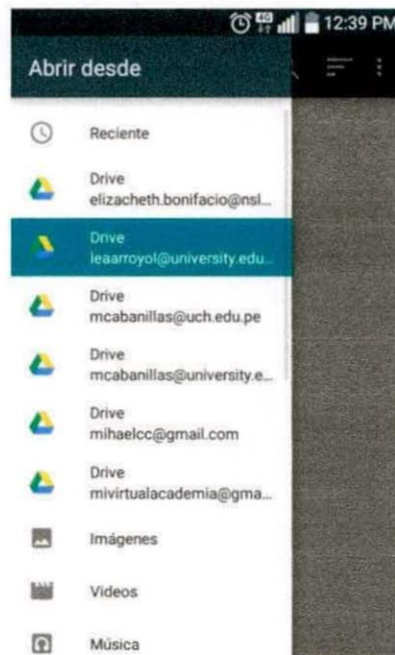 4G 12:39 PM
Abrir desde
Reciente
Drive
elizacheth.bonifacio@nsl...
Drive
leaarroyol@university.edu...
Drive
mcabanillas@uch.edu.pe
Drive
mcabanillas@university.e...
Drive
mihaelcc@gmail.com
Drive
mivirtualacademia@gma...
Imágenes
Videos
Música